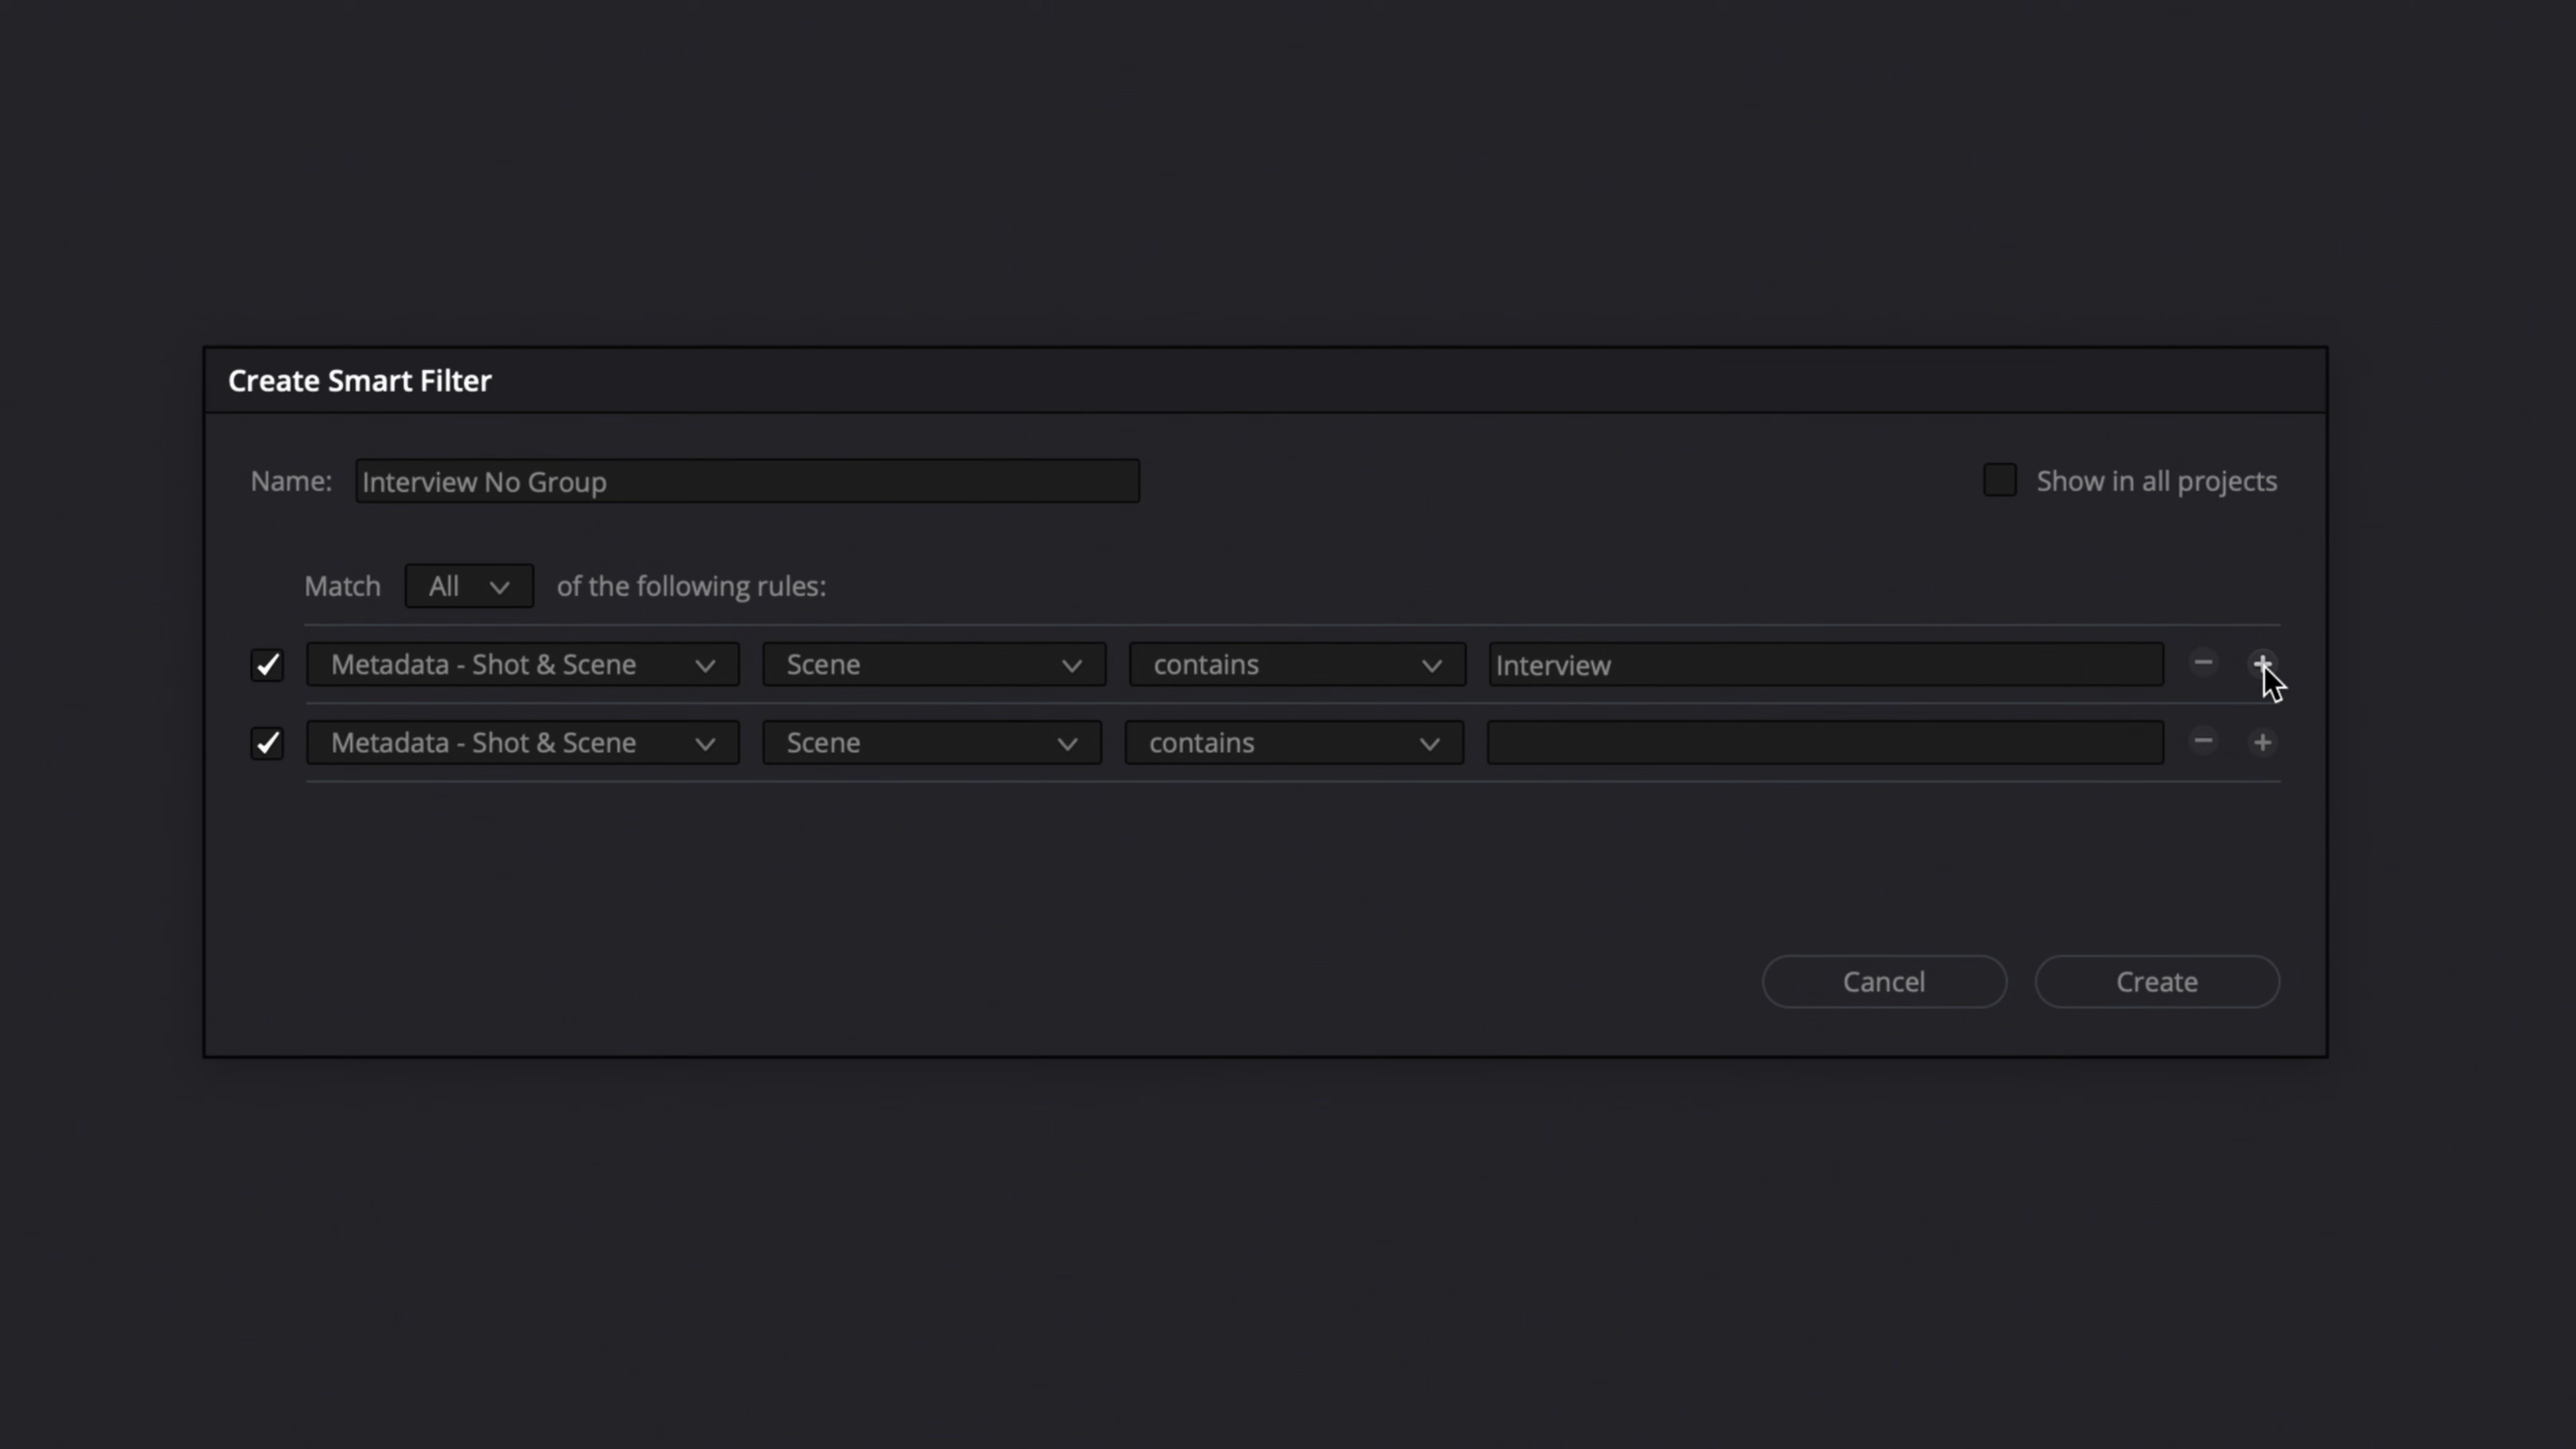 Create Smart Filter
Name: Interview No Group Show in all projects
Match All of the following rules:
Metadata - Shot & Scene Scene contains Interview
Metadata - Shot & Scene Scene contains
Cancel Create